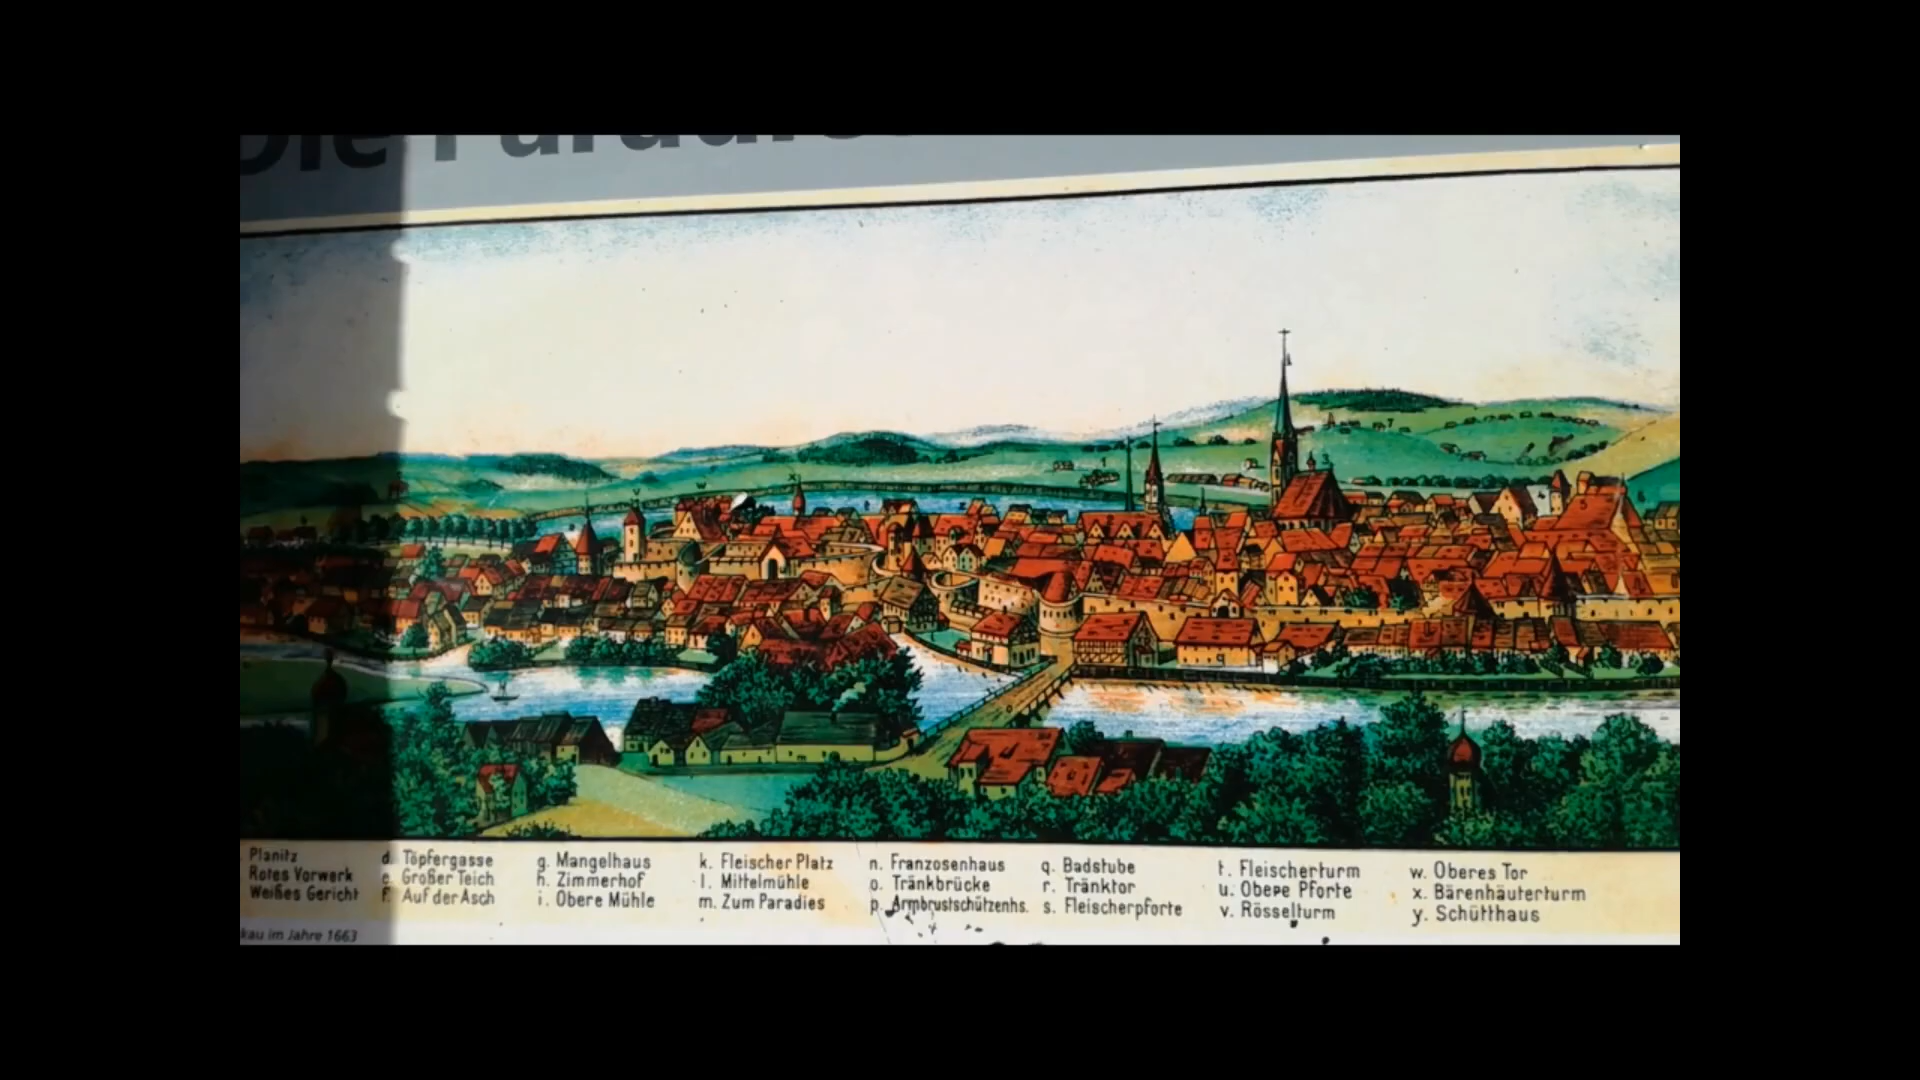 Die Paradies
Planitz
Rotes Vorwerk
Weißes Gericht
d. Töpfergasse
e. Großer Teich
f. Auf der Asch
g. Mangelhaus
h. Zimmerhof
i. Obere Mühle
k. Fleischer Platz
l. Mittelmühle
m. Zum Paradies
n. Franzosenhaus
o. Tränkbrücke
p. Armbrustschützenhs.
q. Badstube
r. Tränktor
s. Fleischerpforte
t. Fleischerturm
u. Obere Pforte
v. Rösselturm
w. Oberes Tor
x. Bärenhäuterturm
y. Schütthaus
kau im Jahre 1663